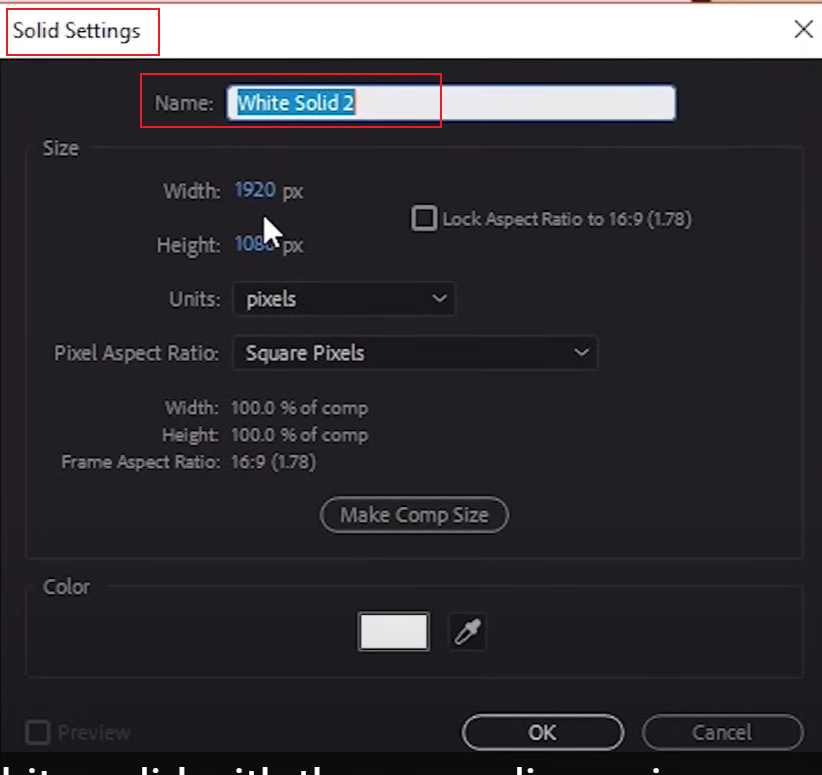 Solid Settings
Name: White Solid 2
Size
Width: 1920 px
Lock Aspect Ratio to 16:9 (1.78)
Height: 1080 px
Units: pixels
Pixel Aspect Ratio: Square Pixels
Width: 100.0 % of comp
Height: 100.0 % of comp
Frame Aspect Ratio: 16:9 (1.78)
Make Comp Size
Color
Preview
OK
Cancel